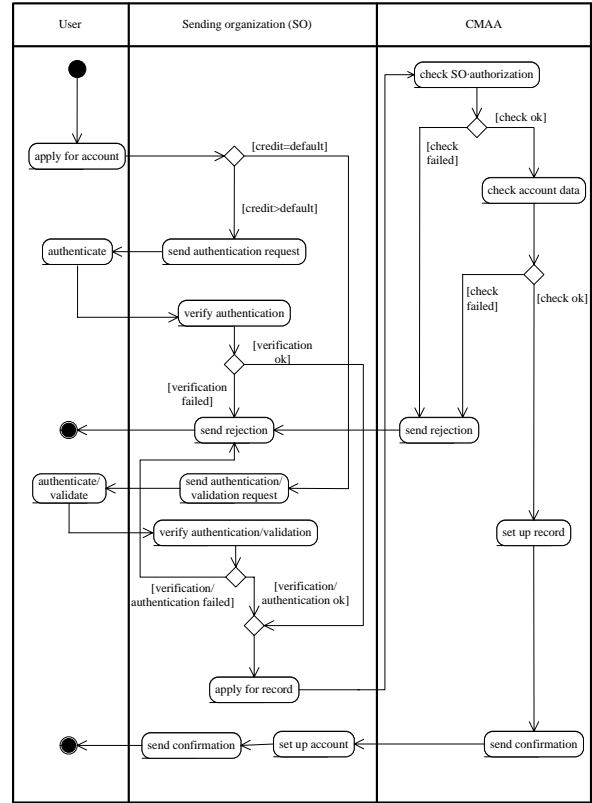 User
Sending organization (SO)
CMAA
check SO·authorization
[check ok]
[check
failed]
[credit=default]
apply for account
check account data
[credit>default]
authenticate
send authentication request
[check
failed]
[check ok]
verify authentication
[verification
ok]
[verification
failed]
send rejection
send rejection
authenticate/
validate
send authentication/
validation request
verify authentication/validation
set up record
[verification/
authentication failed]
[verification/
authentication ok]
apply for record
send confirmation
set up account
send confirmation